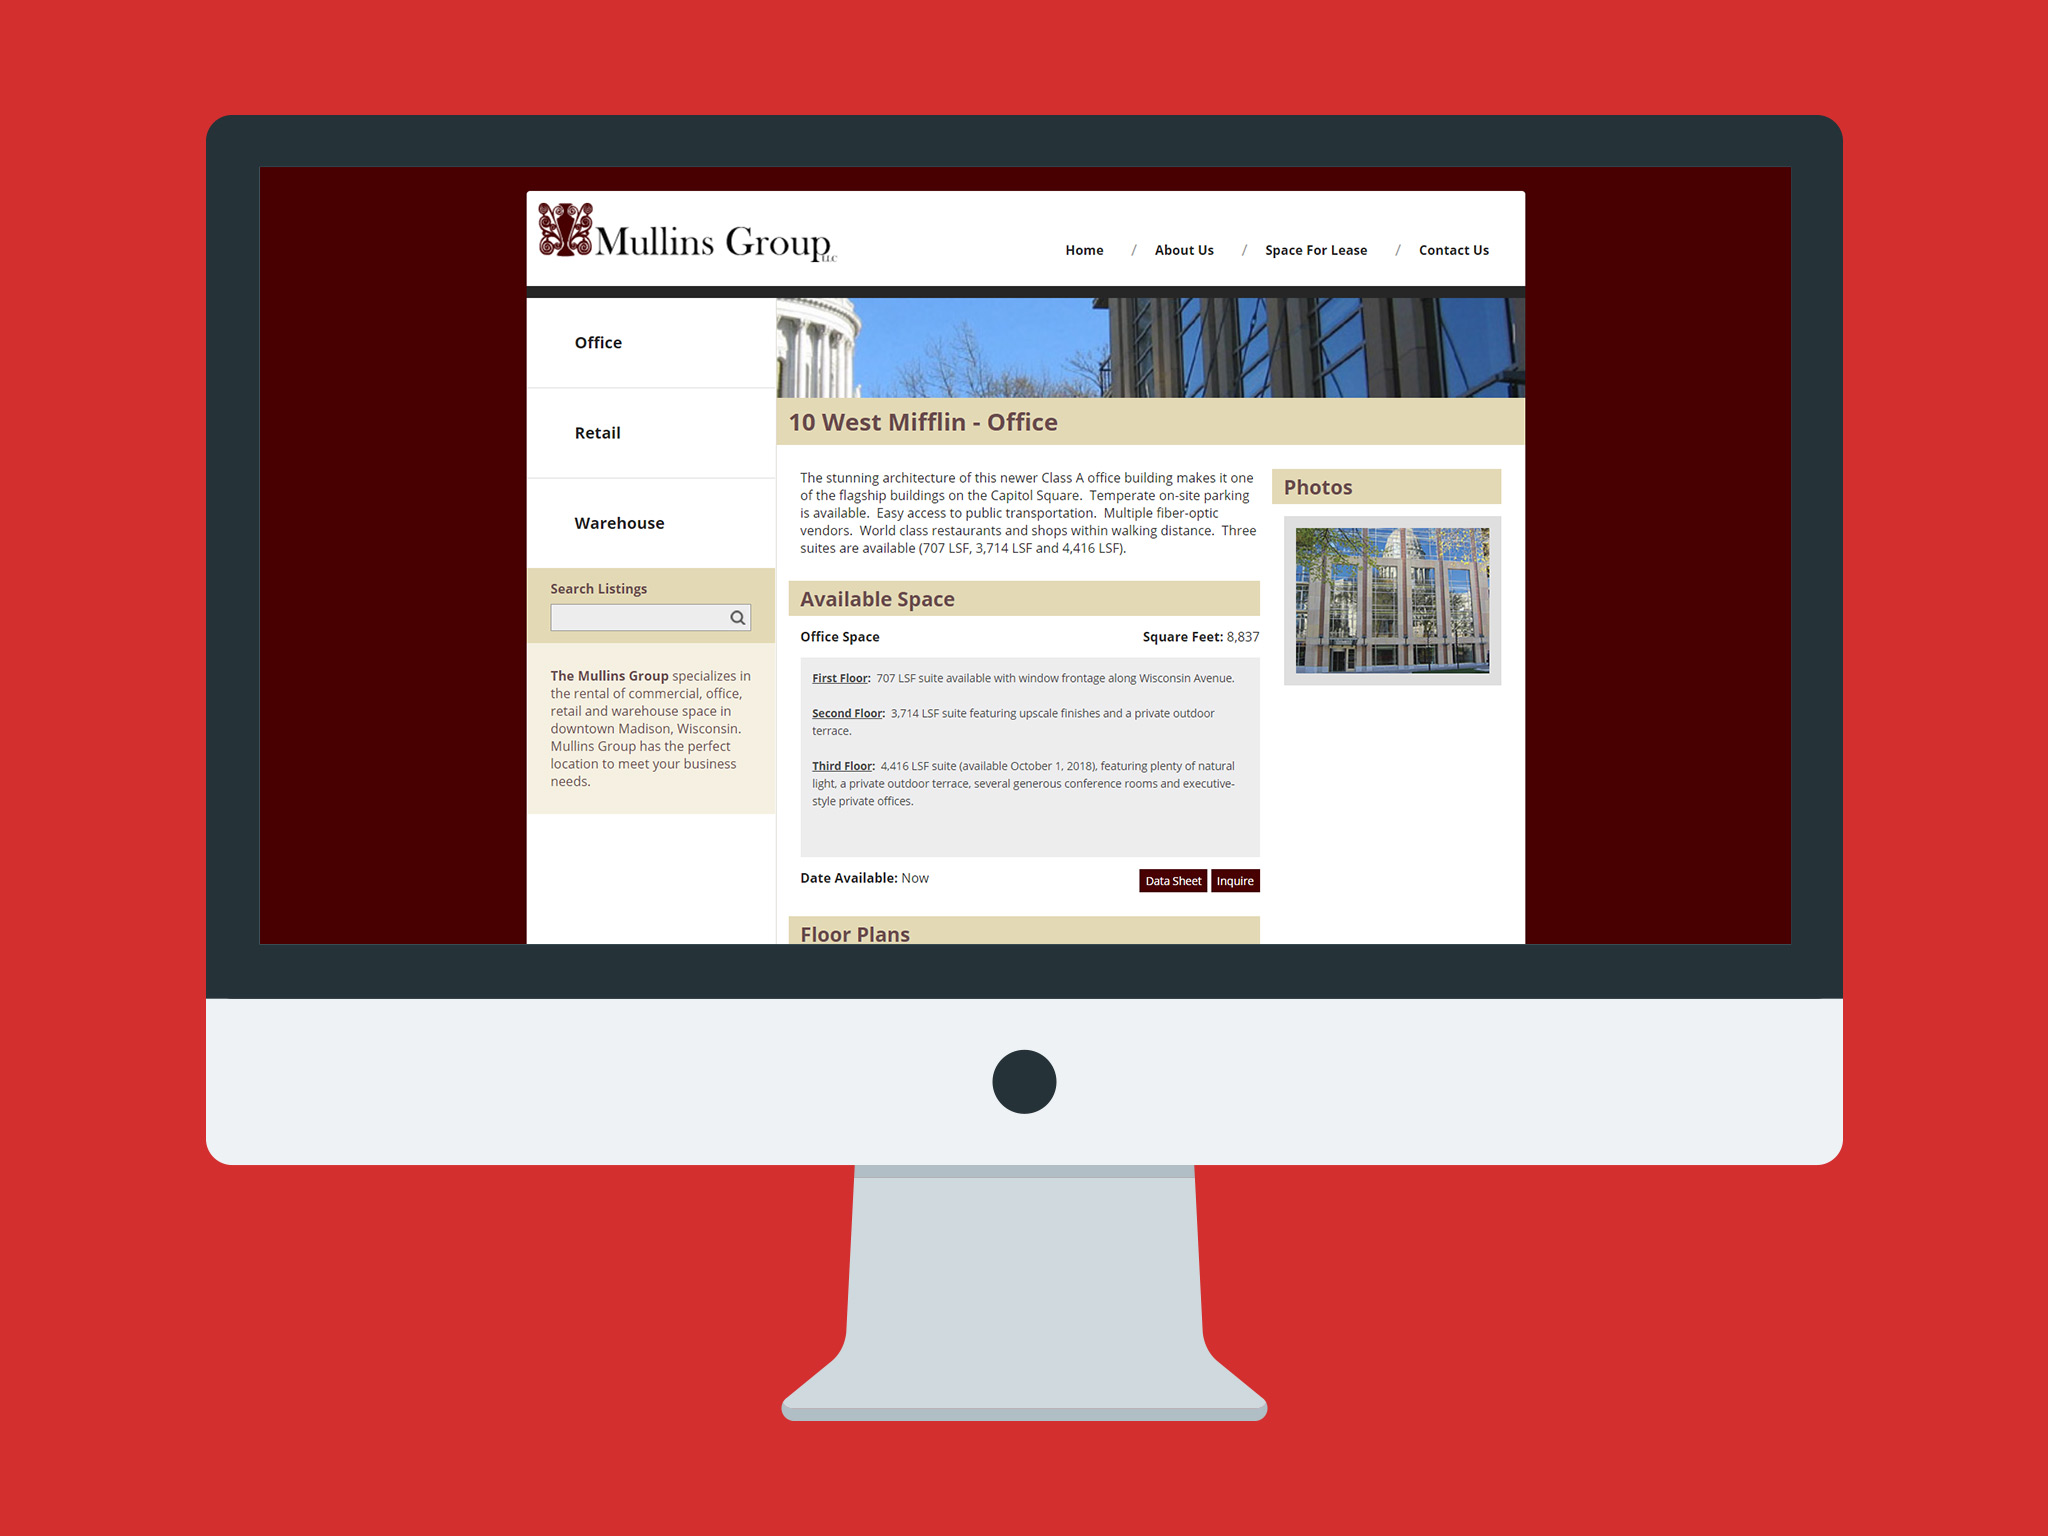 Mullins Group LLC
Home / About Us / Space For Lease / Contact Us
Office
Retail
Warehouse
Search Listings
The Mullins Group specializes in
the rental of commercial, office,
retail and warehouse space in
downtown Madison, Wisconsin.
Mullins Group has the perfect
location to meet your business
needs.
10 West Mifflin - Office
The stunning architecture of this newer Class A office building makes it one
of the flagship buildings on the Capitol Square. Temperate on-site parking
is available. Easy access to public transportation. Multiple fiber-optic
vendors. World class restaurants and shops within walking distance. Three
suites are available (707 LSF, 3,714 LSF and 4,416 LSF).
Available Space
Office Space Square Feet: 8,837
First Floor: 707 LSF suite available with window frontage along Wisconsin Avenue.
Second Floor: 3,714 LSF suite featuring upscale finishes and a private outdoor
terrace.
Third Floor: 4,416 LSF suite (available October 1, 2018), featuring plenty of natural
light, a private outdoor terrace, several generous conference rooms and executive-
style private offices.
Date Available: Now Data Sheet Inquire
Floor Plans
Photos